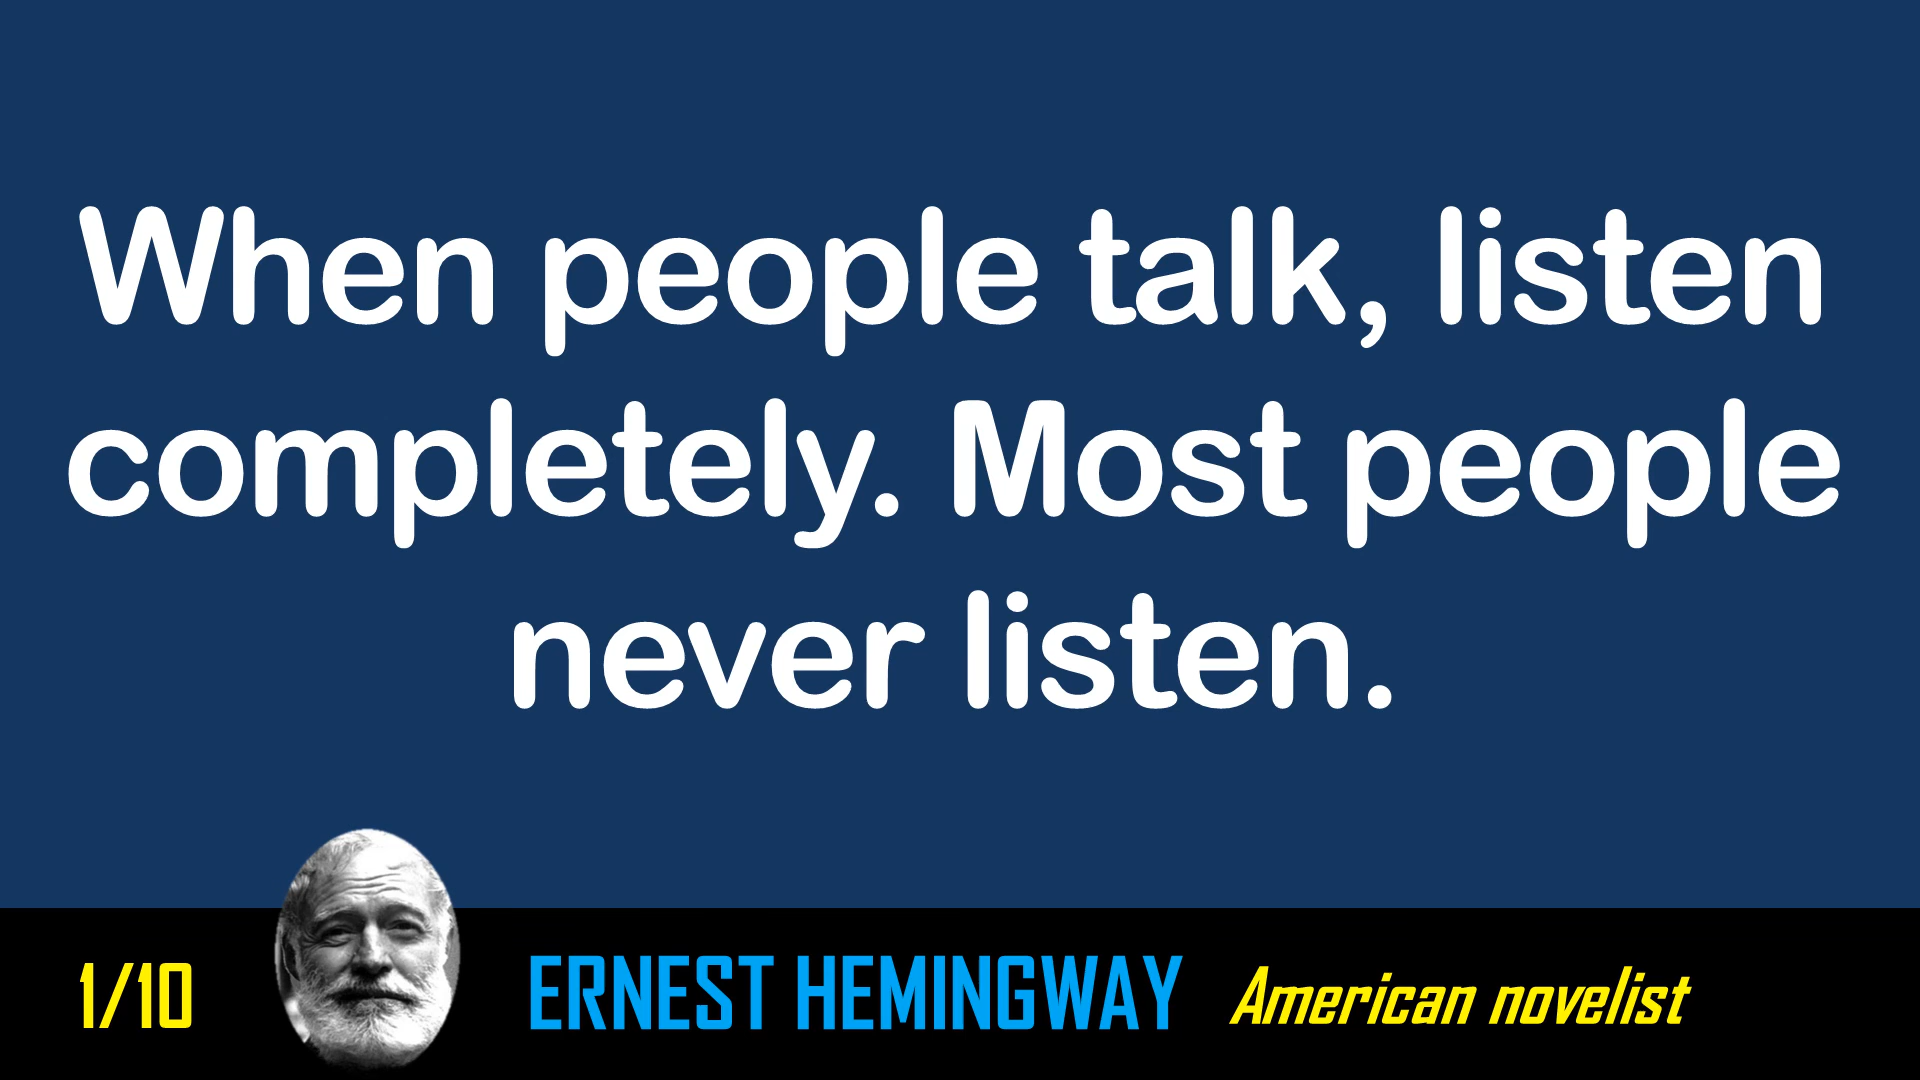 When people talk, listen
completely. Most people
never listen.
1/10 ERNEST HEMINGWAY American novelist